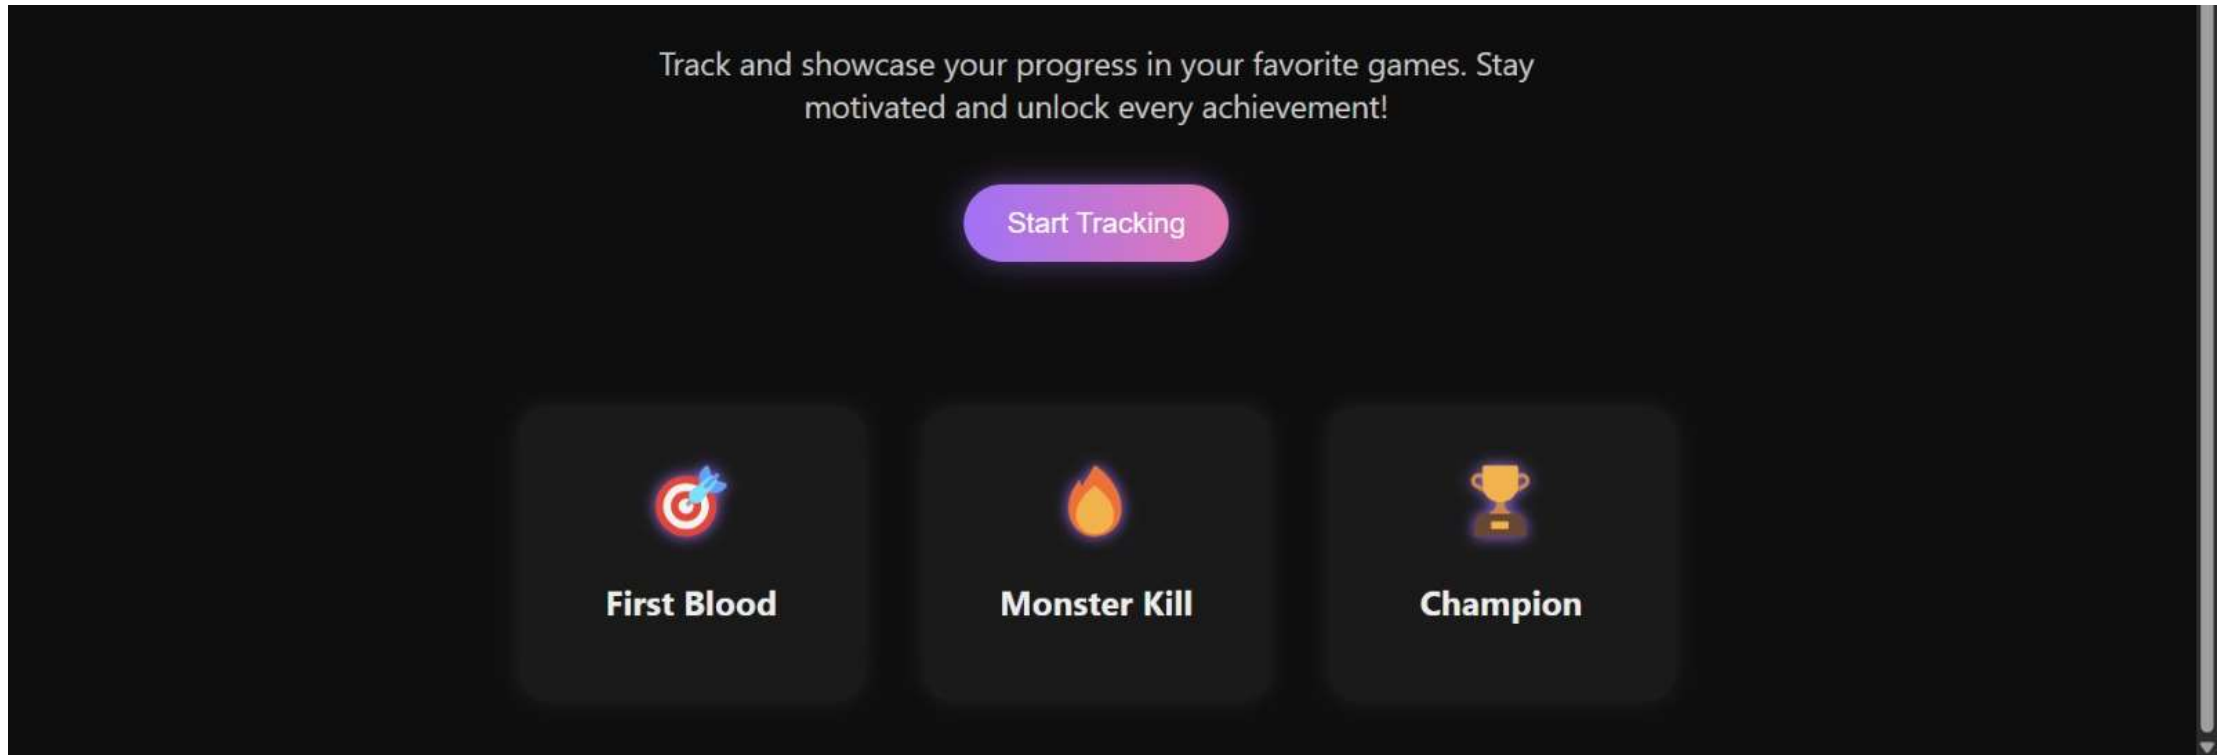 Track and showcase your progress in your favorite games. Stay
motivated and unlock every achievement!
Start Tracking
First Blood
Monster Kill
Champion